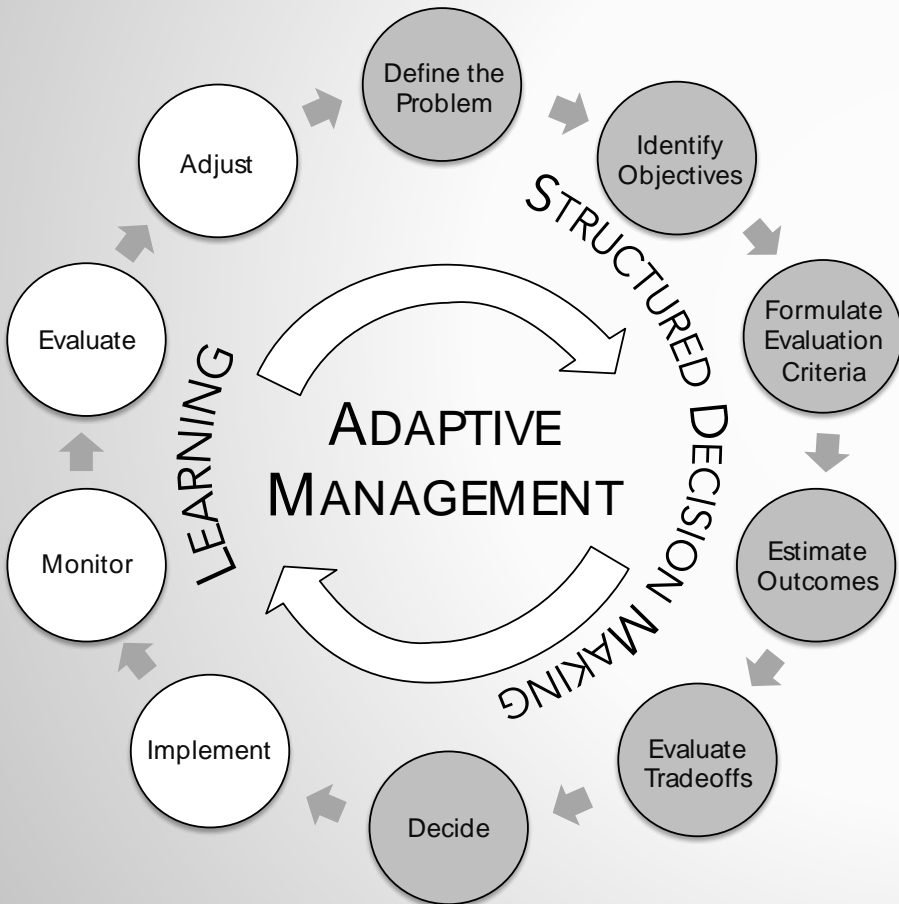 Define the
Problem
Identify
Objectives
Formulate
Evaluation
Criteria
Estimate
Outcomes
Evaluate
Tradeoffs
Decide
Implement
Monitor
Evaluate
Adjust
STRUCTURED DECISION MAKING
LEARNING
ADAPTIVE
MANAGEMENT